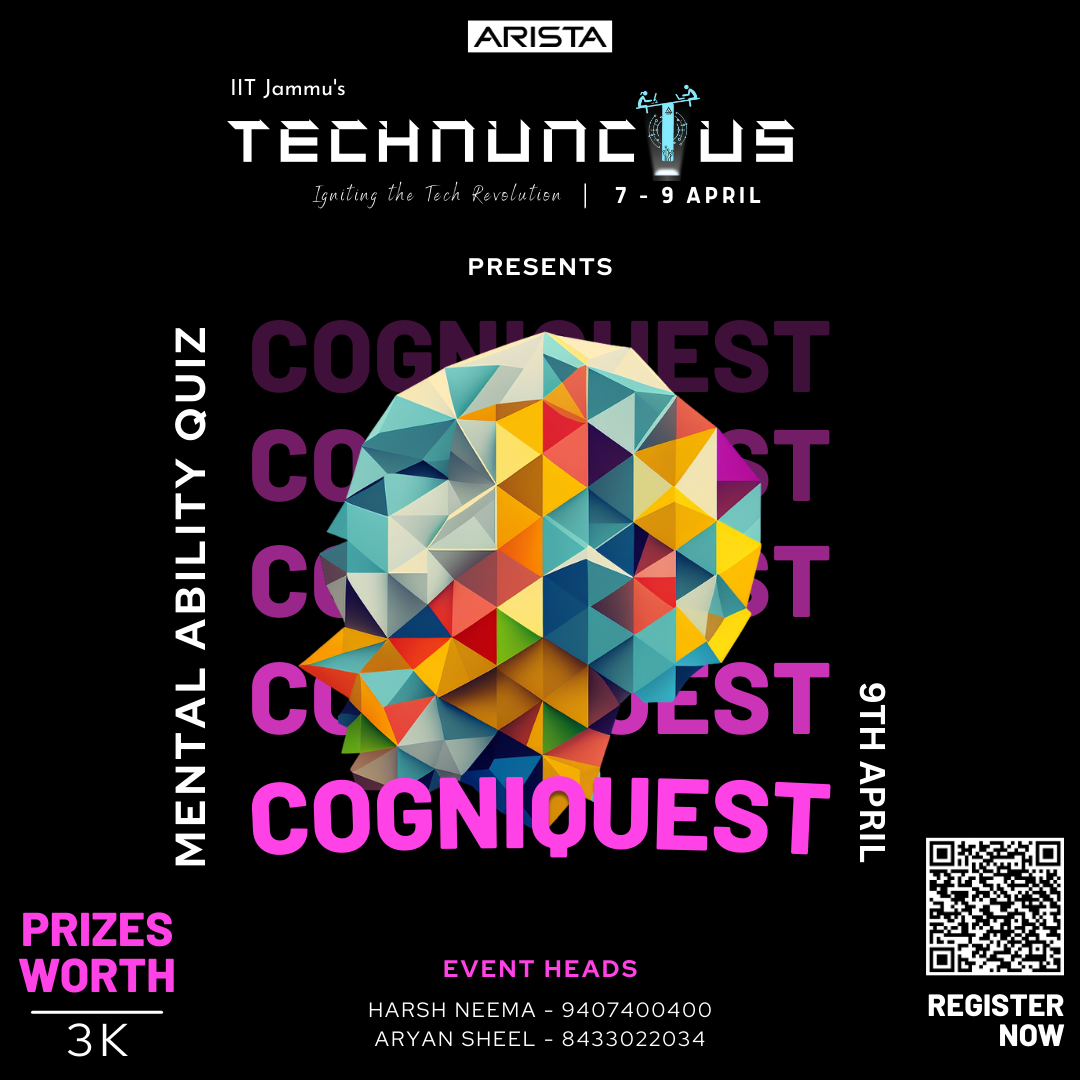 ARISTA
IIT Jammu's
TECHNUNCTUS
Igniting the Tech Revolution | 7 - 9 APRIL
PRESENTS
MENTAL ABILITY QUIZ
COGNIQUEST
COGNIQUEST
COGNIQUEST
COGNIQUEST
COGNIQUEST
9TH APRIL
PRIZES
WORTH
3K
EVENT HEADS
HARSH NEEMA - 9407400400
ARYAN SHEEL - 8433022034
REGISTER
NOW